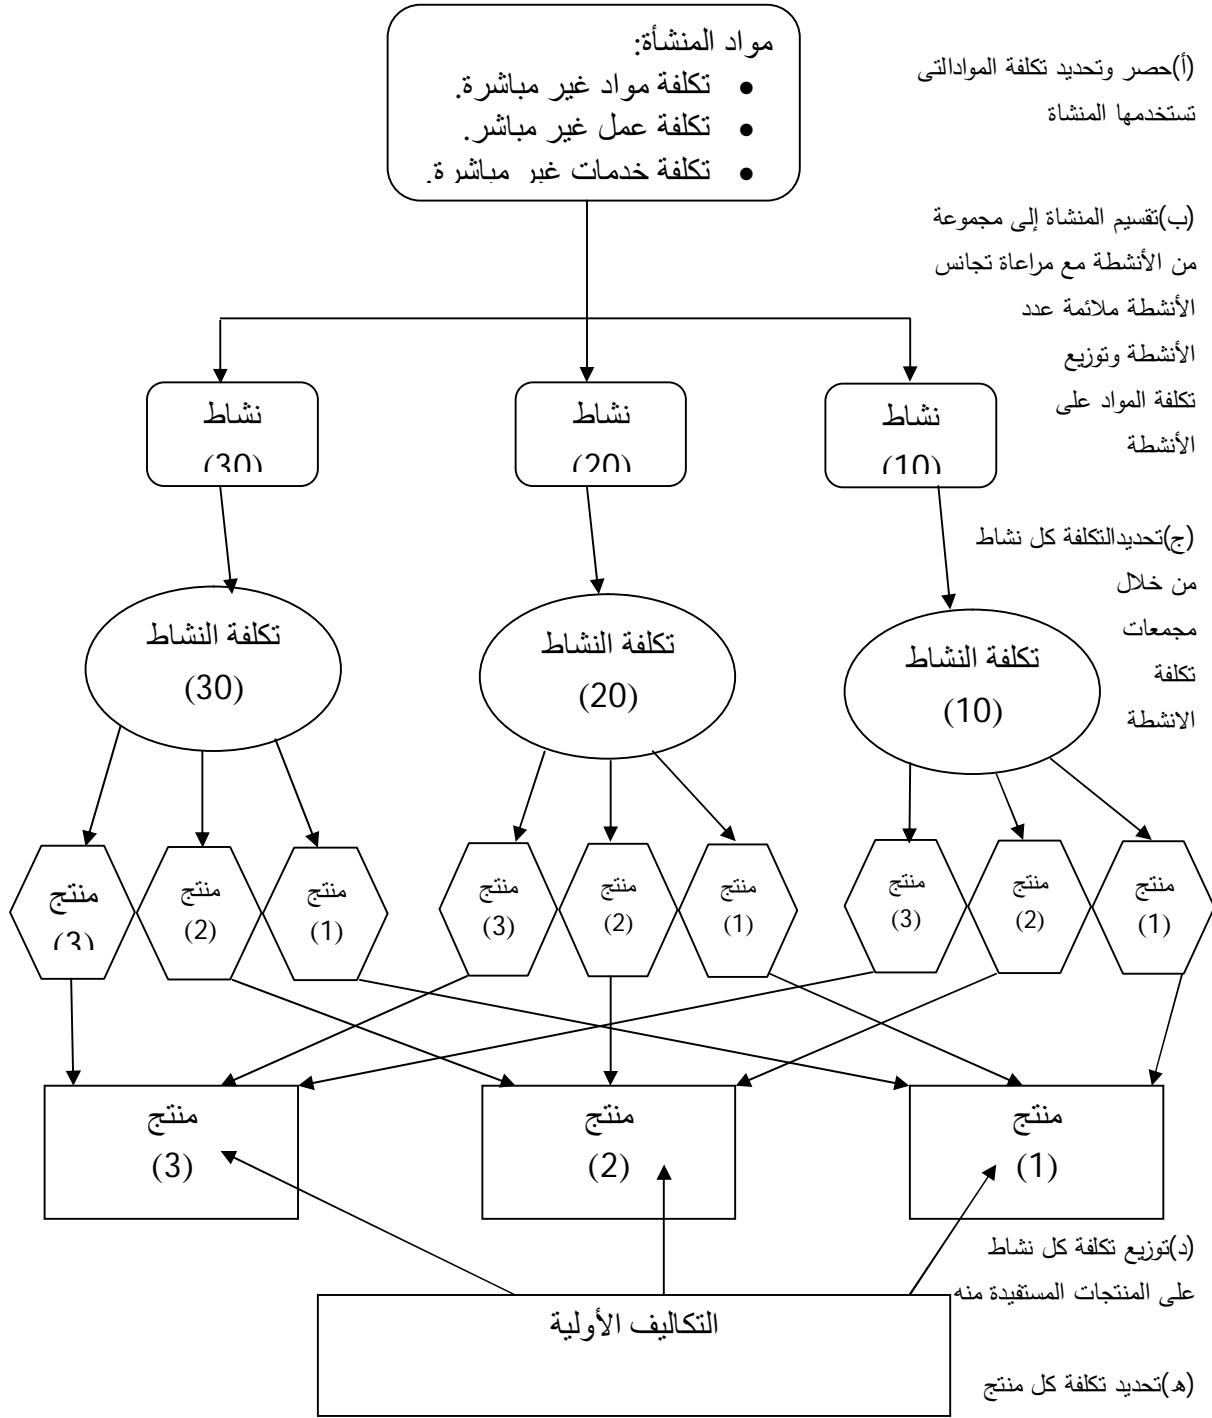 مواد المنشأة:
• تكلفة مواد غير مباشرة.
• تكلفة عمل غير مباشر.
• تكلفة خدمات غير مباشرة.
(أ)حصر وتحديد تكلفة الموادالتى
تستخدمها المنشاة
(ب)تقسيم المنشاة إلى مجموعة
من الأنشطة مع مراعاة تجانس
الأنشطة ملائمة عدد
الأنشطة وتوزيع
تكلفة المواد على
الأنشطة
نشاط
(10)
نشاط
(20)
نشاط
(30)
(ج)تحديدالتكلفة كل نشاط
من خلال
مجمعات
تكلفة
الانشطة
تكلفة النشاط
(10)
تكلفة النشاط
(20)
تكلفة النشاط
(30)
منتج
(1)
منتج
(2)
منتج
(3)
منتج
(1)
منتج
(2)
منتج
(3)
منتج
(1)
منتج
(2)
منتج
(3)
منتج
(1)
منتج
(2)
منتج
(3)
(د)توزيع تكلفة كل نشاط
على المنتجات المستفيدة منه
التكاليف الأولية
(ه)تحديد تكلفة كل منتج